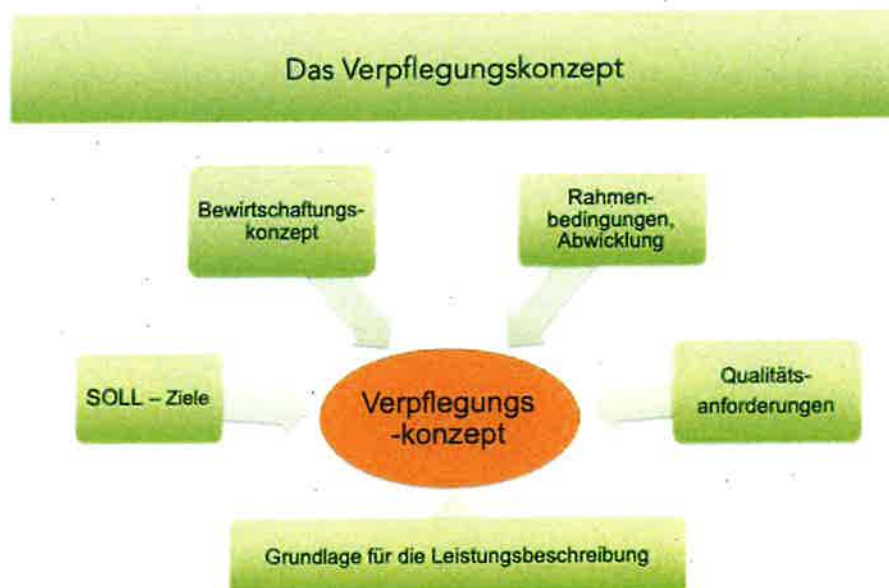 Das Verpflegungskonzept
Bewirtschaftungs-
konzept
Rahmen-
bedingungen,
Abwicklung
SOLL – Ziele
Verpflegungs
-konzept
Qualitäts-
anforderungen
Grundlage für die Leistungsbeschreibung